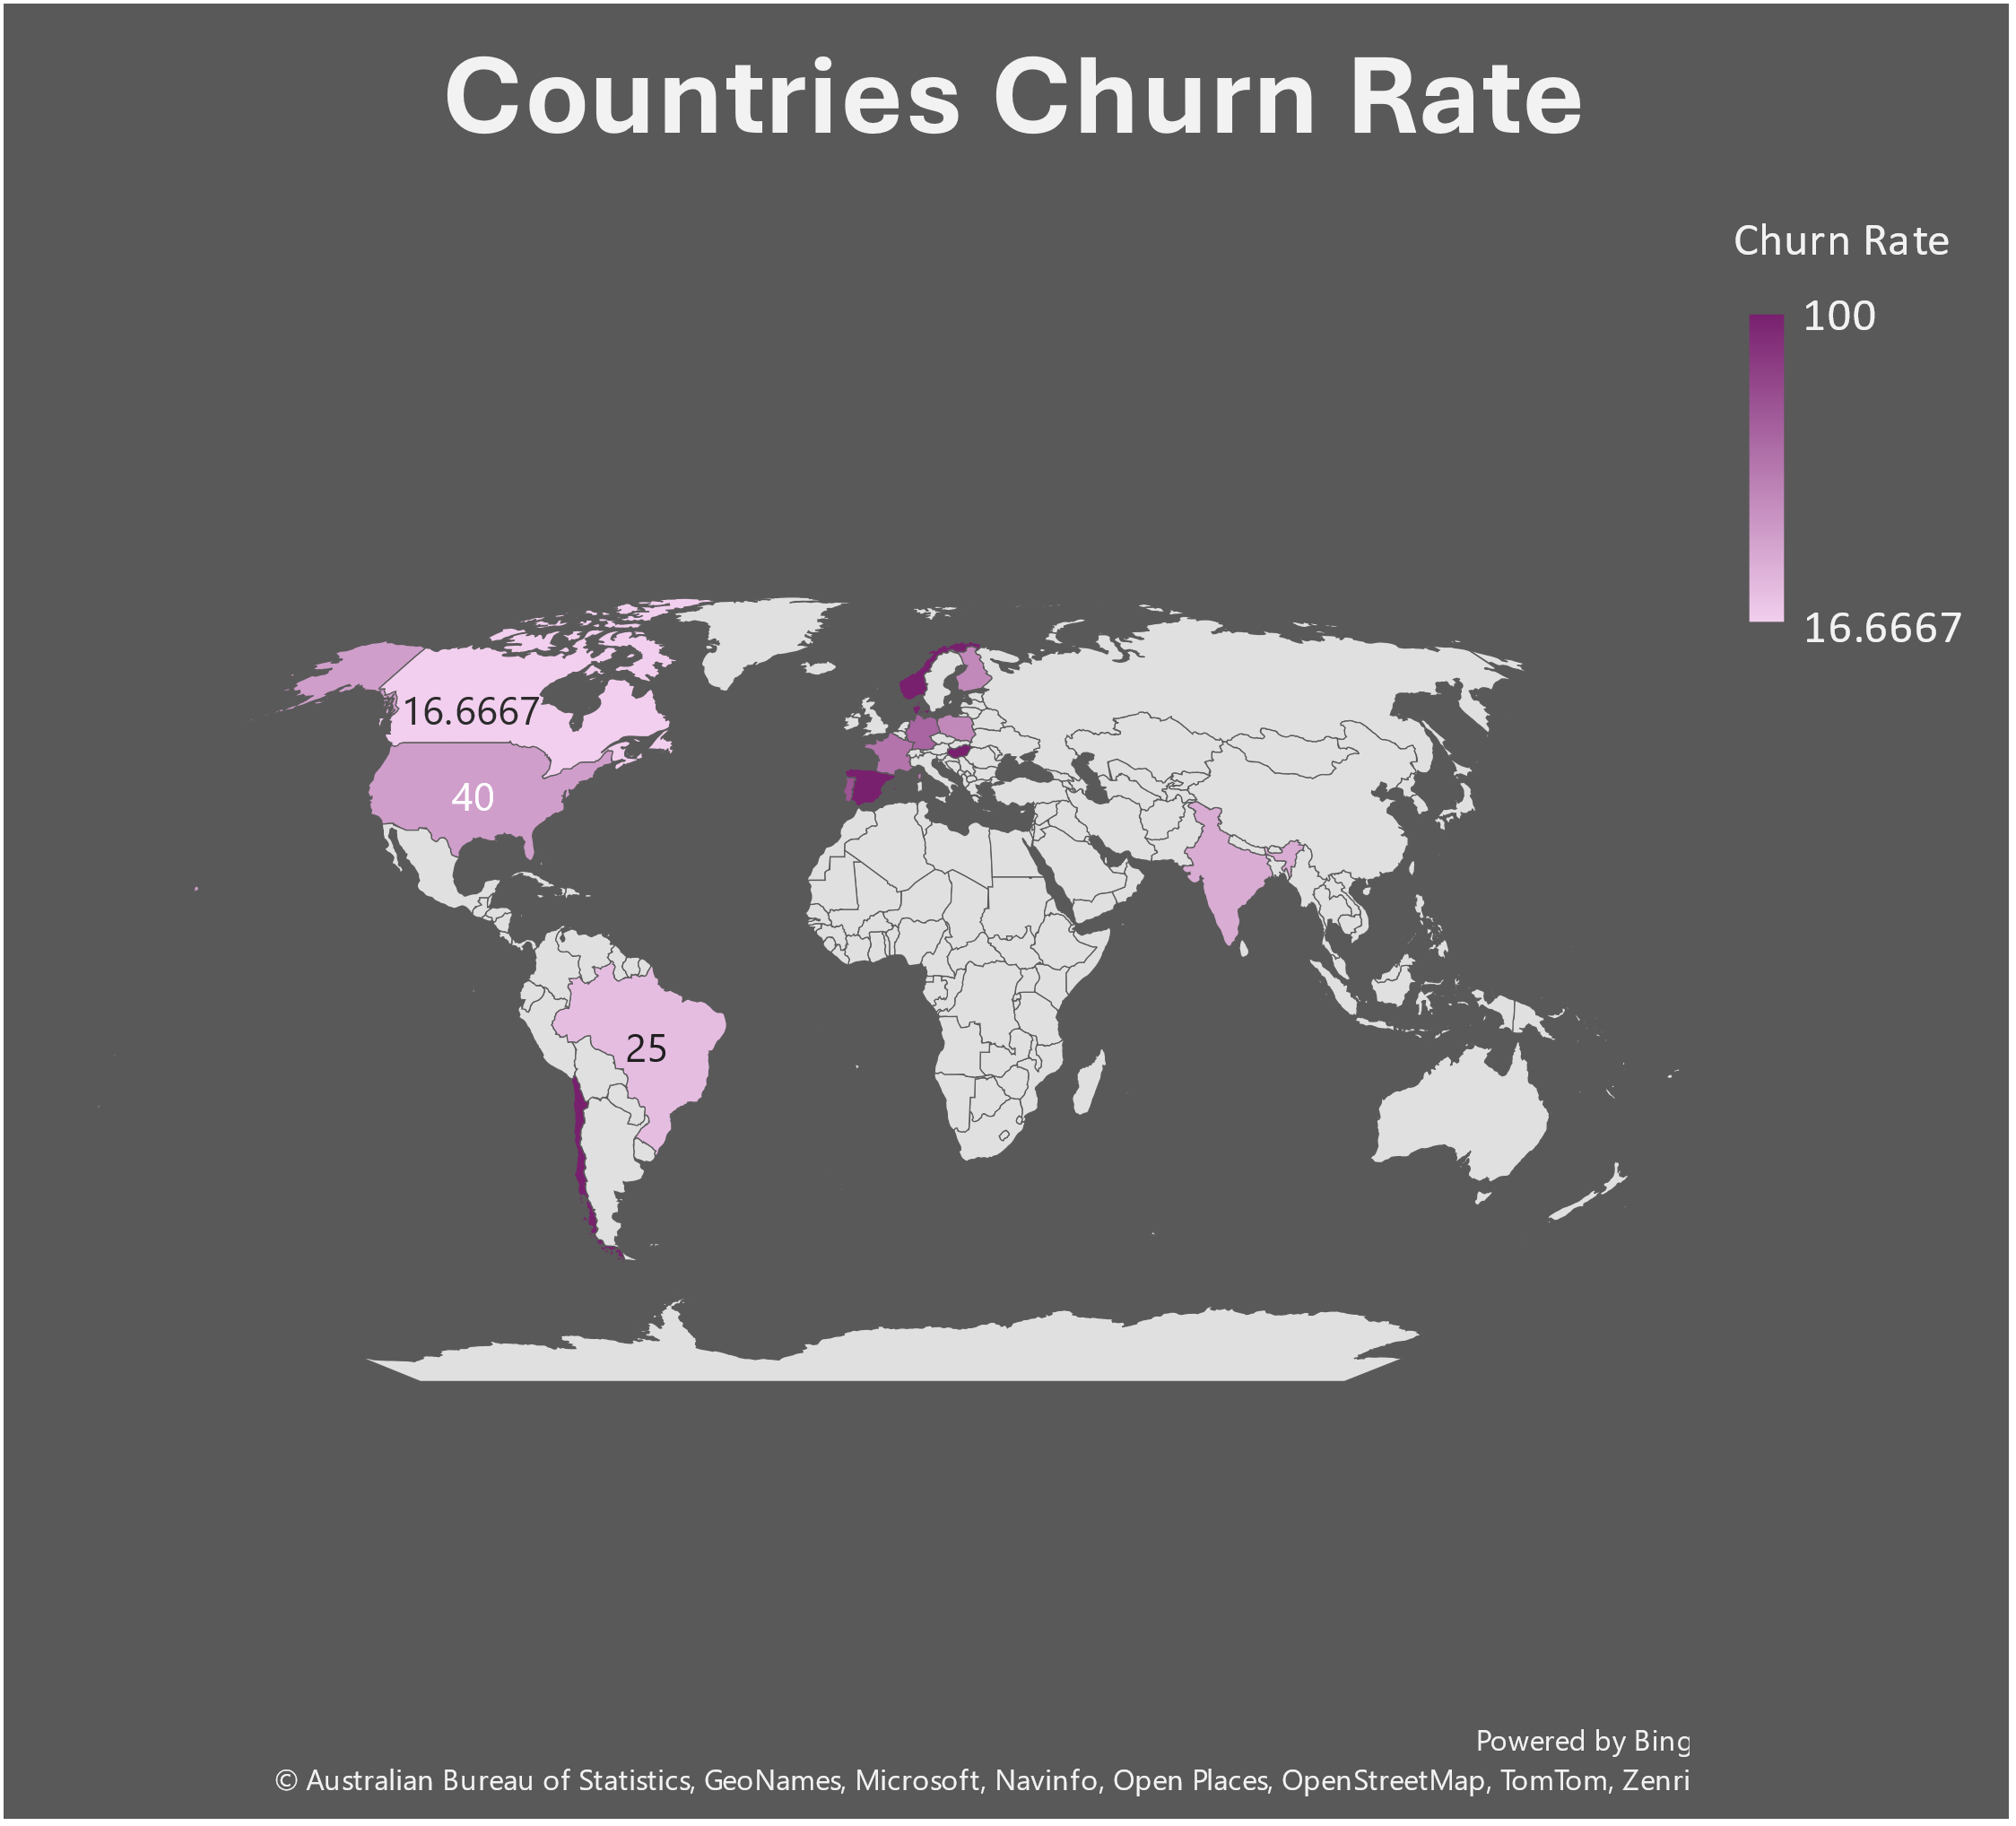 Countries Churn Rate
Churn Rate
100
16.6667
16.6667
40
25
Powered by Bing
© Australian Bureau of Statistics, GeoNames, Microsoft, Navinfo, Open Places, OpenStreetMap, TomTom, Zenri